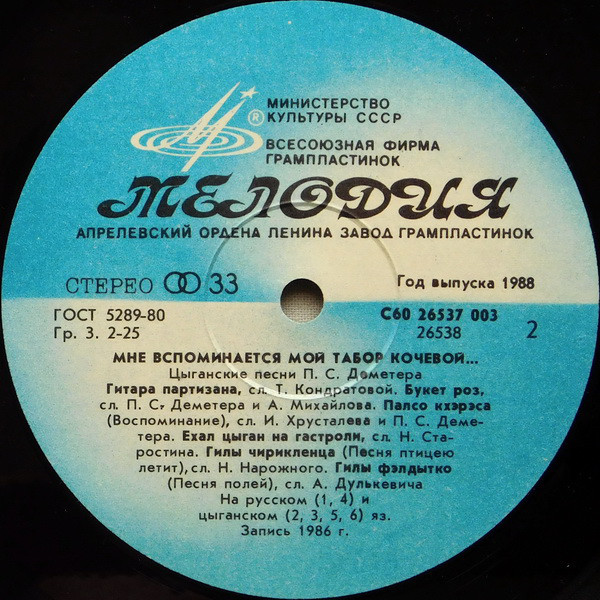 ®
МИНИСТЕРСТВО
КУЛЬТУРЫ СССР
ВСЕСОЮЗНАЯ ФИРМА
ГРАМПЛАСТИНОК
МЕЛОДИЯ
АПРЕЛЕВСКИЙ ОРДЕНА ЛЕНИНА ЗАВОД ГРАМПЛАСТИНОК
СТЕРЕО 33 Год выпуска 1988
ГОСТ 5289-80 С60 26537 003
Гр. 3. 2-25 26538 2
МНЕ ВСПОМИНАЕТСЯ МОЙ ТАБОР КОЧЕВОЙ...
Цыганские песни П. С. Деметера
Гитара партизана, сл. Т. Кондратовой. Букет роз,
сл. П. С. Деметера и А. Михайлова. Палсо кхэрэса
(Воспоминание), сл. И. Хрусталева и П. С. Деме-
тера. Ехал цыган на гастроли, сл. Н. Ста-
ростина. Гилы чирикленца (Песня птицею
летит), сл. Н. Нарожного. Гилы фэлдытко
(Песня полей), сл. А. Дулькевича
На русском (1, 4) и
цыганском (2, 3, 5, 6) яз.
Запись 1986 г.